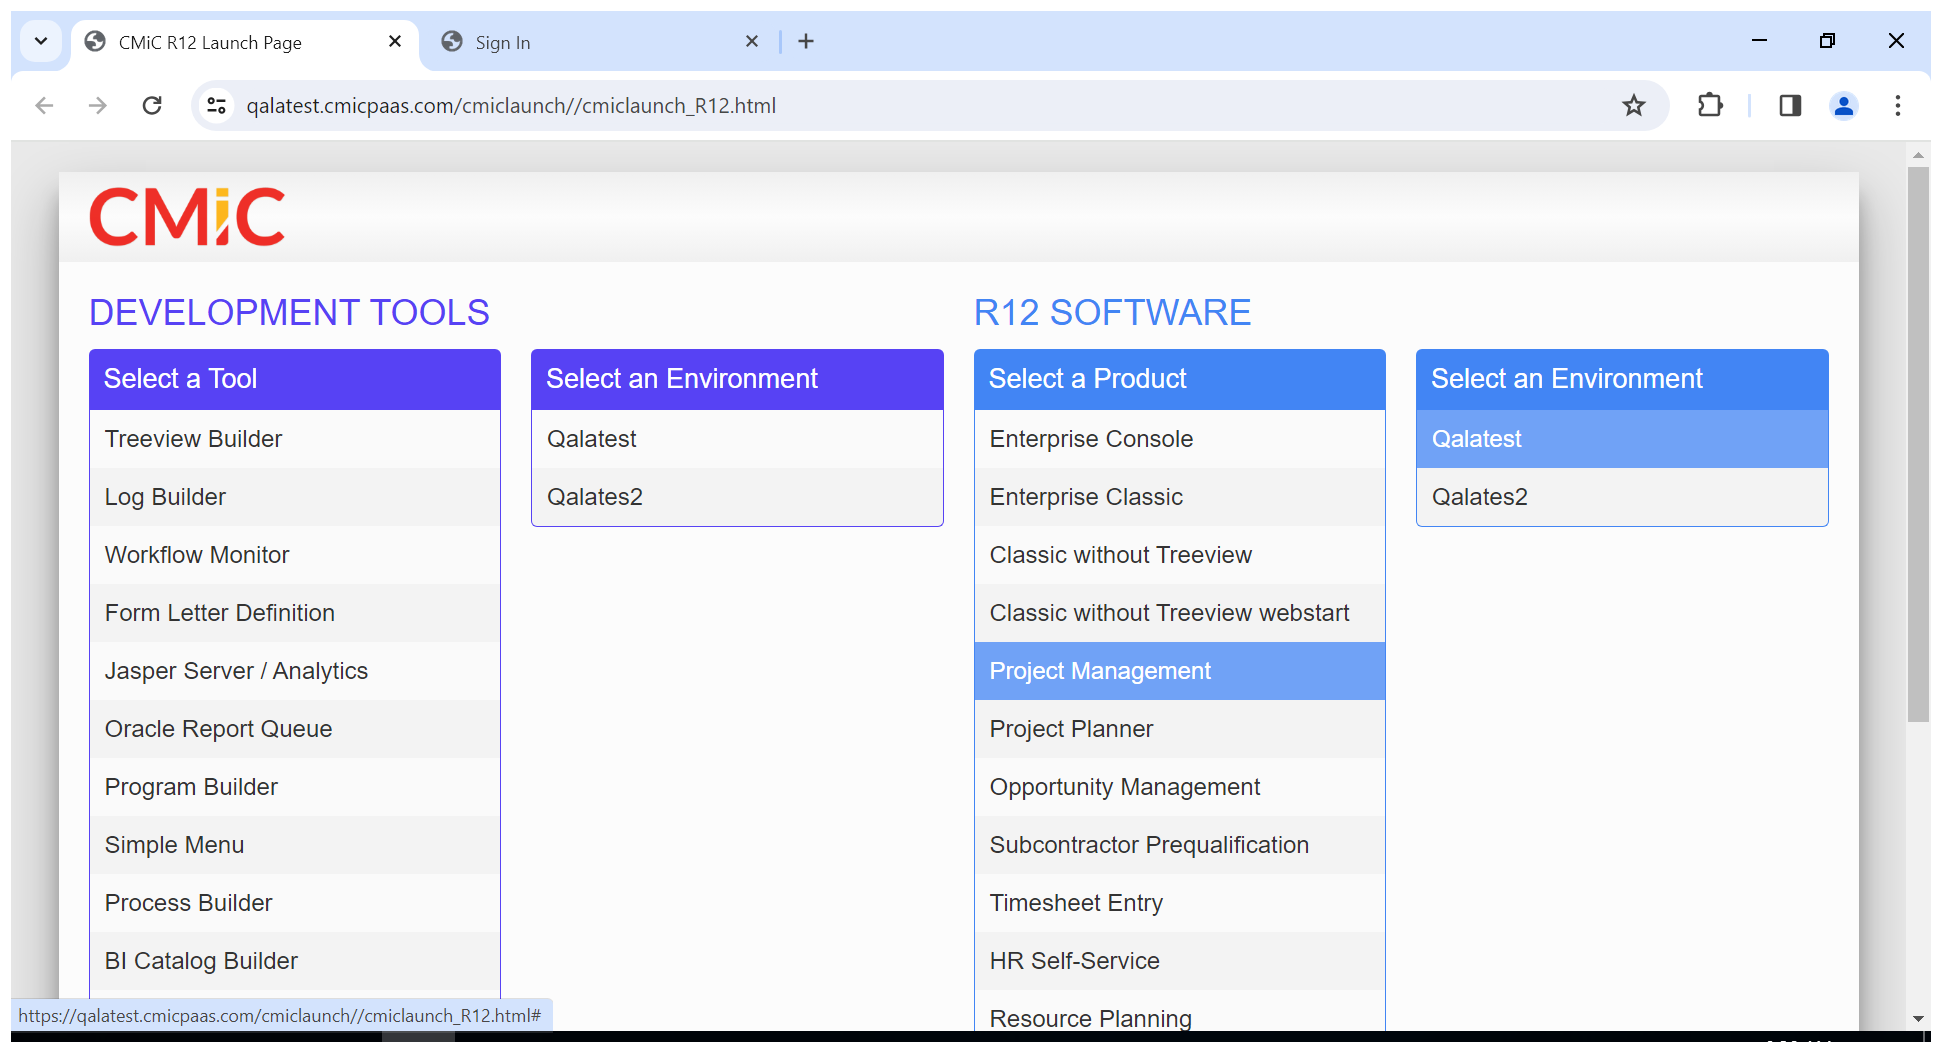 CMiC R12 Launch Page
Sign In
qalatest.cmicpaas.com/cmiclaunch//cmiclaunch_R12.html
CMiC
DEVELOPMENT TOOLS
Select a Tool
Treeview Builder
Log Builder
Workflow Monitor
Form Letter Definition
Jasper Server / Analytics
Oracle Report Queue
Program Builder
Simple Menu
Process Builder
BI Catalog Builder
Select an Environment
Qalatest
Qalates2
R12 SOFTWARE
Select a Product
Enterprise Console
Enterprise Classic
Classic without Treeview
Classic without Treeview webstart
Project Management
Project Planner
Opportunity Management
Subcontractor Prequalification
Timesheet Entry
HR Self-Service
Resource Planning
Select an Environment
Qalatest
Qalates2
https://qalatest.cmicpaas.com/cmiclaunch//cmiclaunch_R12.html#